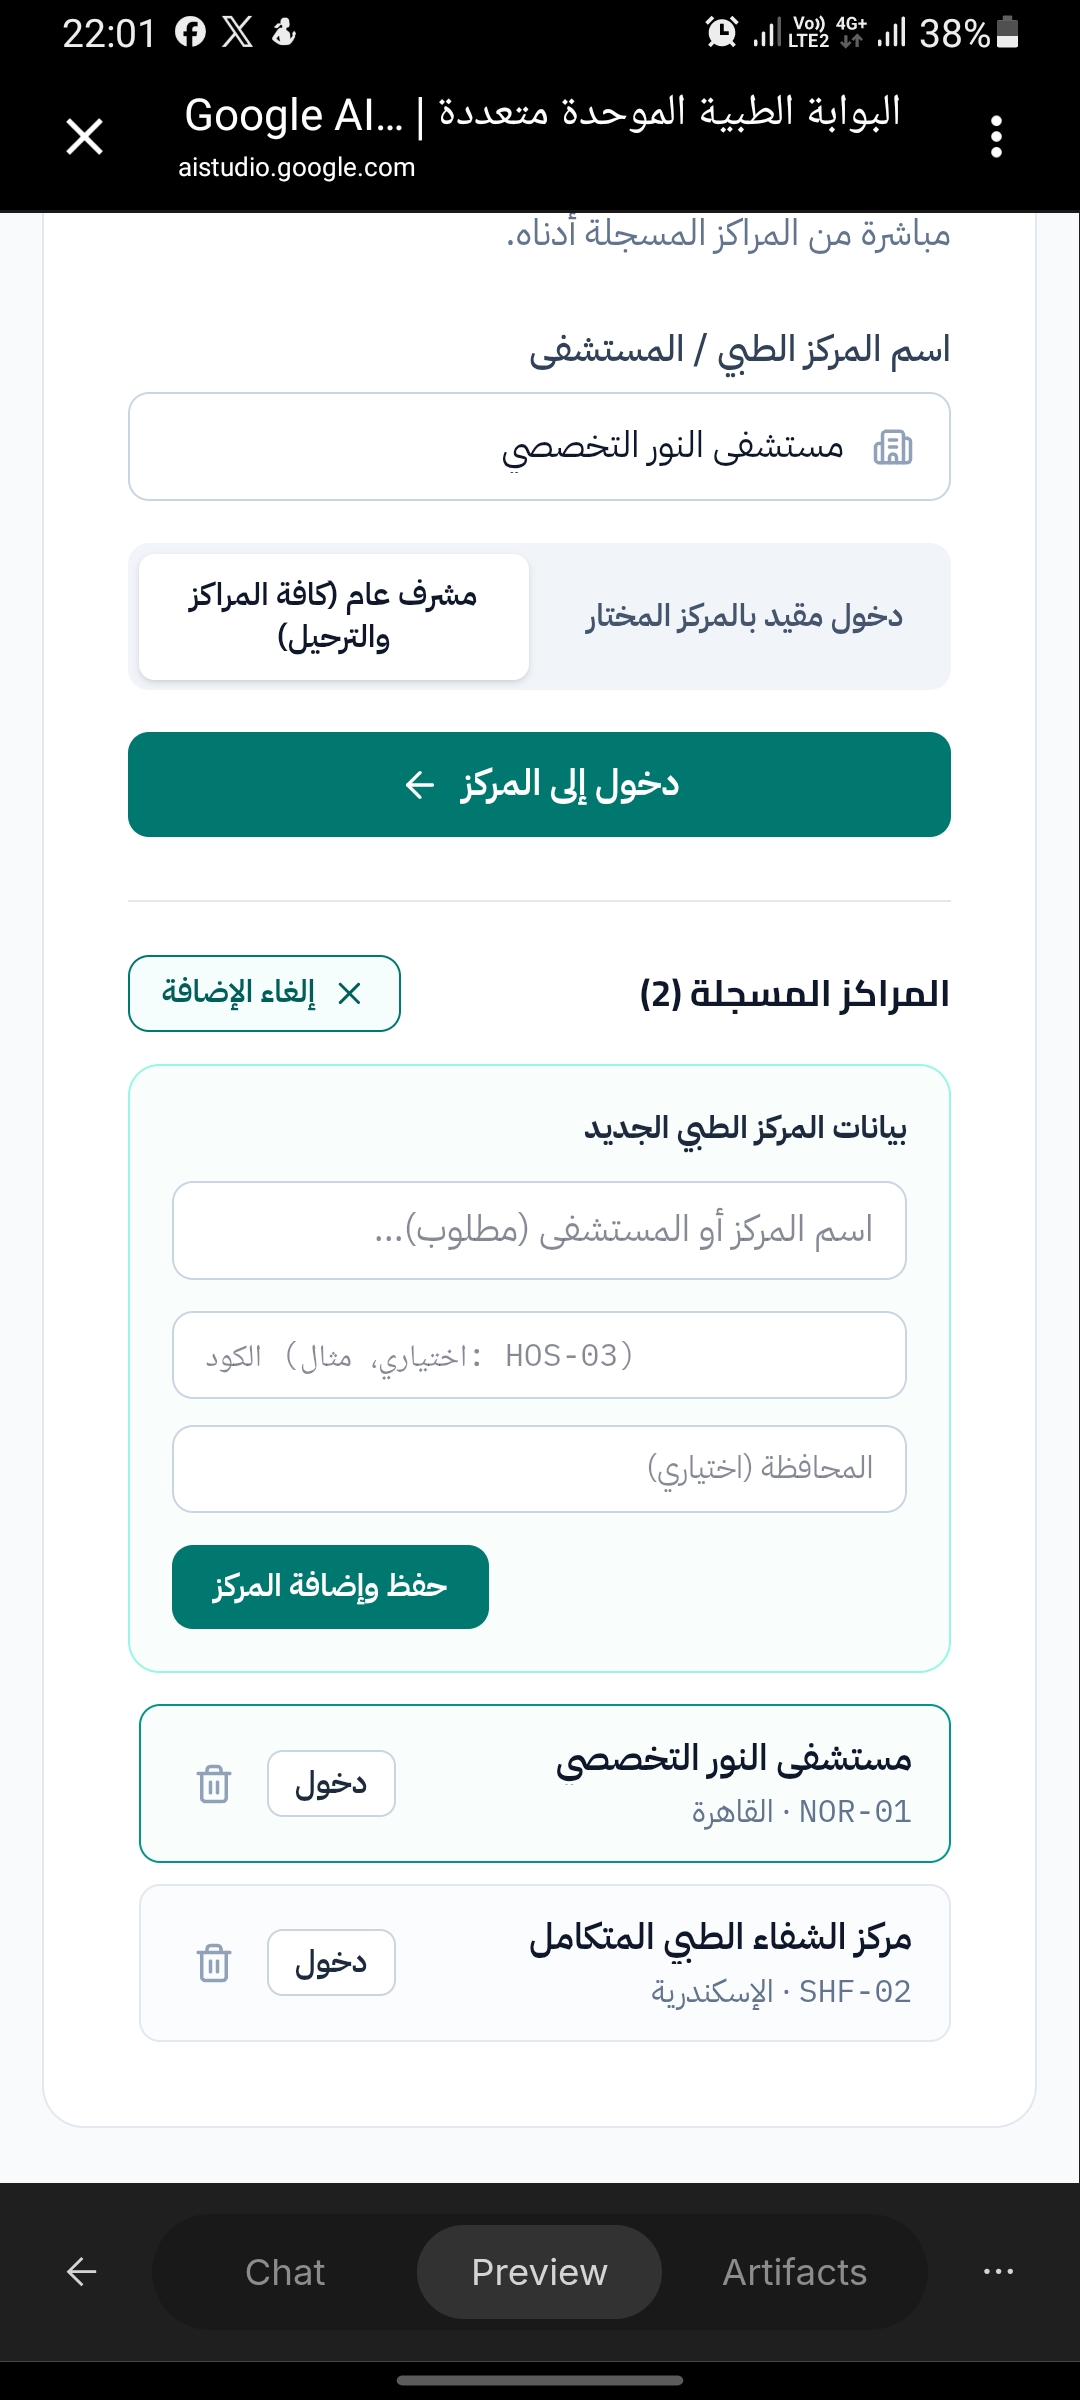 22:01
Vo)) LTE2 4G+ 38%
البوابة الطبية الموحدة متعددة | Google AI...
aistudio.google.com
مباشرة من المراكز المسجلة أدناه.
اسم المركز الطبي / المستشفى
مستشفى النور التخصصي
دخول مقيد بالمركز المختار
مشرف عام (كافة المراكز
والترحيل)
دخول إلى المركز ←
المراكز المسجلة (2)
إلغاء الإضافة
بيانات المركز الطبي الجديد
اسم المركز أو المستشفى (مطلوب)...
الكود (اختياري، مثال: HOS-03)
المحافظة (اختياري)
حفظ وإضافة المركز
مستشفى النور التخصصي
NOR-01 · القاهرة
دخول
مركز الشفاء الطبي المتكامل
SHF-02 · الإسكندرية
دخول
Chat
Preview
Artifacts